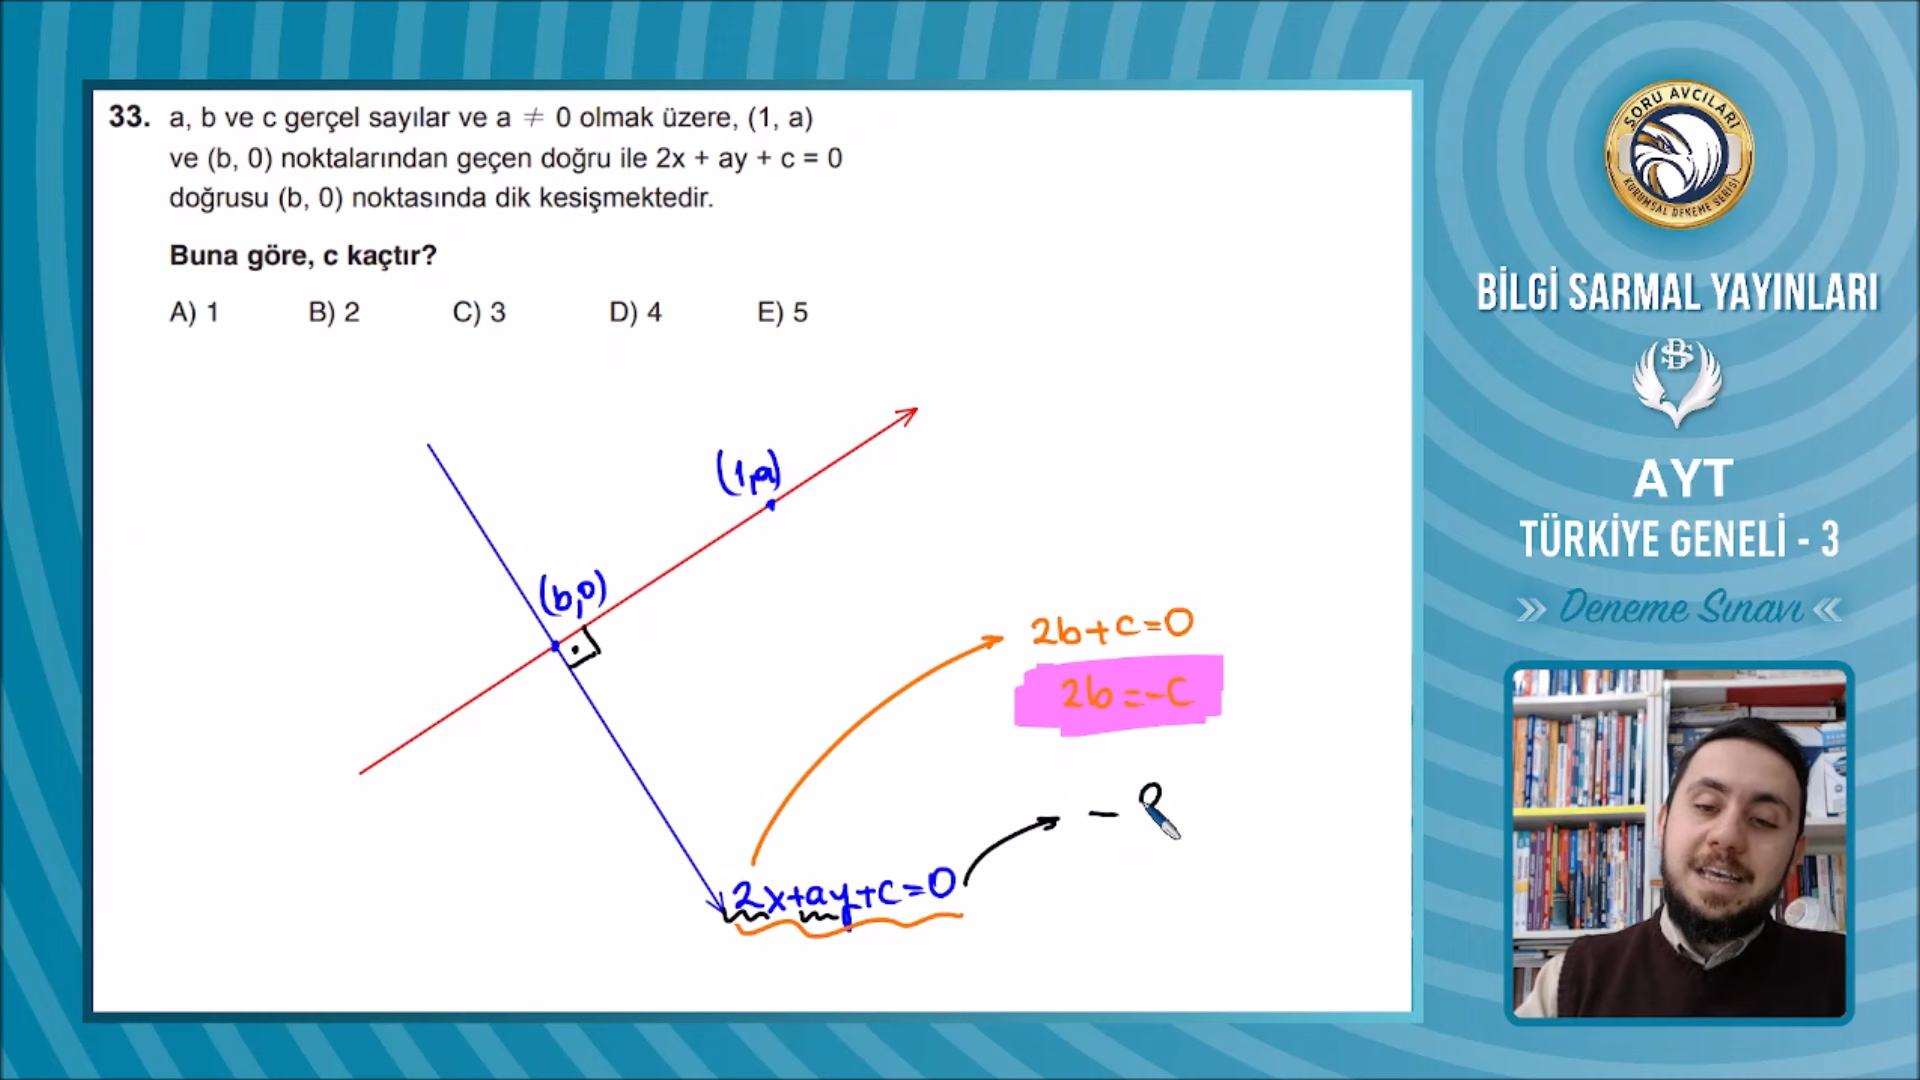 33. a, b ve c gerçel sayılar ve a ≠ 0 olmak üzere, (1, a)
ve (b, 0) noktalarından geçen doğru ile 2x + ay + c = 0
doğrusu (b, 0) noktasında dik kesişmektedir.
Buna göre, c kaçtır?
A) 1 B) 2 C) 3 D) 4 E) 5
(1,a)
(b,0)
2b+c=0
2b=-c
-
2x+ay+c=0
SORU AVCILARI
KURUMSAL DENEME SERİSİ
BİLGİ SARMAL YAYINLARI
BS
AYT
TÜRKİYE GENELİ - 3
Deneme Sınavı